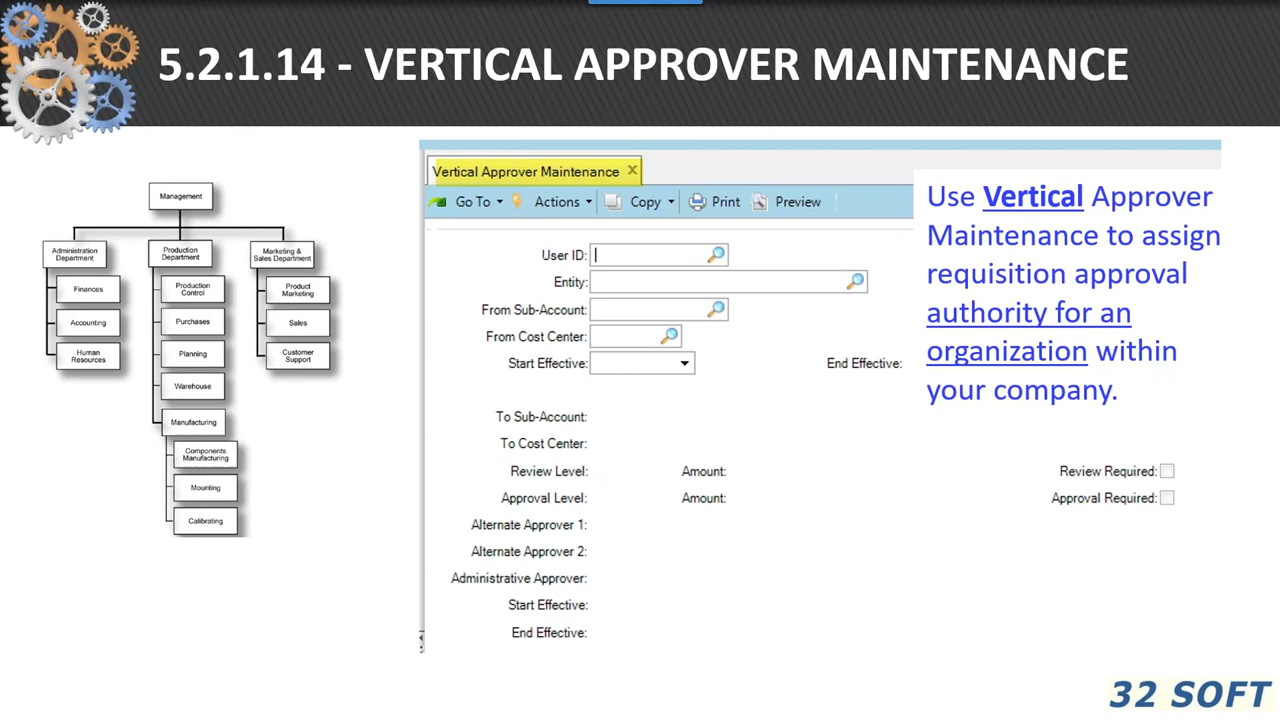 5.2.1.14 - VERTICAL APPROVER MAINTENANCE
Management
Administration
Department
Production
Department
Marketing &
Sales Department
Finances
Accounting
Human
Resources
Production
Control
Purchases
Planning
Warehouse
Manufacturing
Components
Manufacturing
Mounting
Calibrating
Product
Marketing
Sales
Customer
Support
Vertical Approver Maintenance
Go To Actions Copy Print Preview
User ID:
Entity:
From Sub-Account:
From Cost Center:
Start Effective: End Effective:
To Sub-Account:
To Cost Center:
Review Level: Amount: Review Required:
Approval Level: Amount: Approval Required:
Alternate Approver 1:
Alternate Approver 2:
Administrative Approver:
Start Effective:
End Effective:
Use Vertical Approver
Maintenance to assign
requisition approval
authority for an
organization within
your company.
32 SOFT